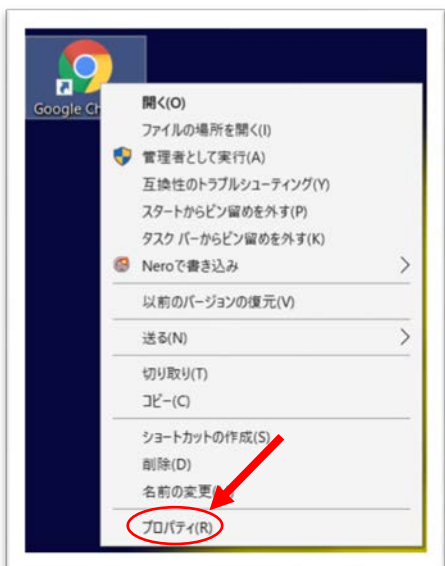 Google Ch
開く(O)
ファイルの場所を開く(I)
管理者として実行(A)
互換性のトラブルシューティング(Y)
スタートからピン留めを外す(P)
タスク バーからピン留めを外す(K)
Neroで書き込み
以前のバージョンの復元(V)
送る(N)
切り取り(T)
コピー(C)
ショートカットの作成(S)
削除(D)
名前の変更
プロパティ(R)